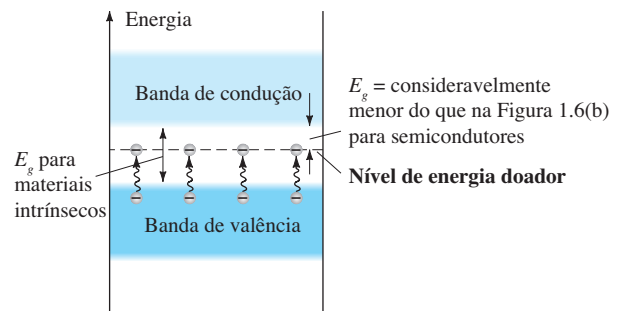 Energia
Banda de condução
E_g = consideravelmente
menor do que na Figura 1.6(b)
para semicondutores
E_g para
materiais
intrínsecos
Nível de energia doador
Banda de valência